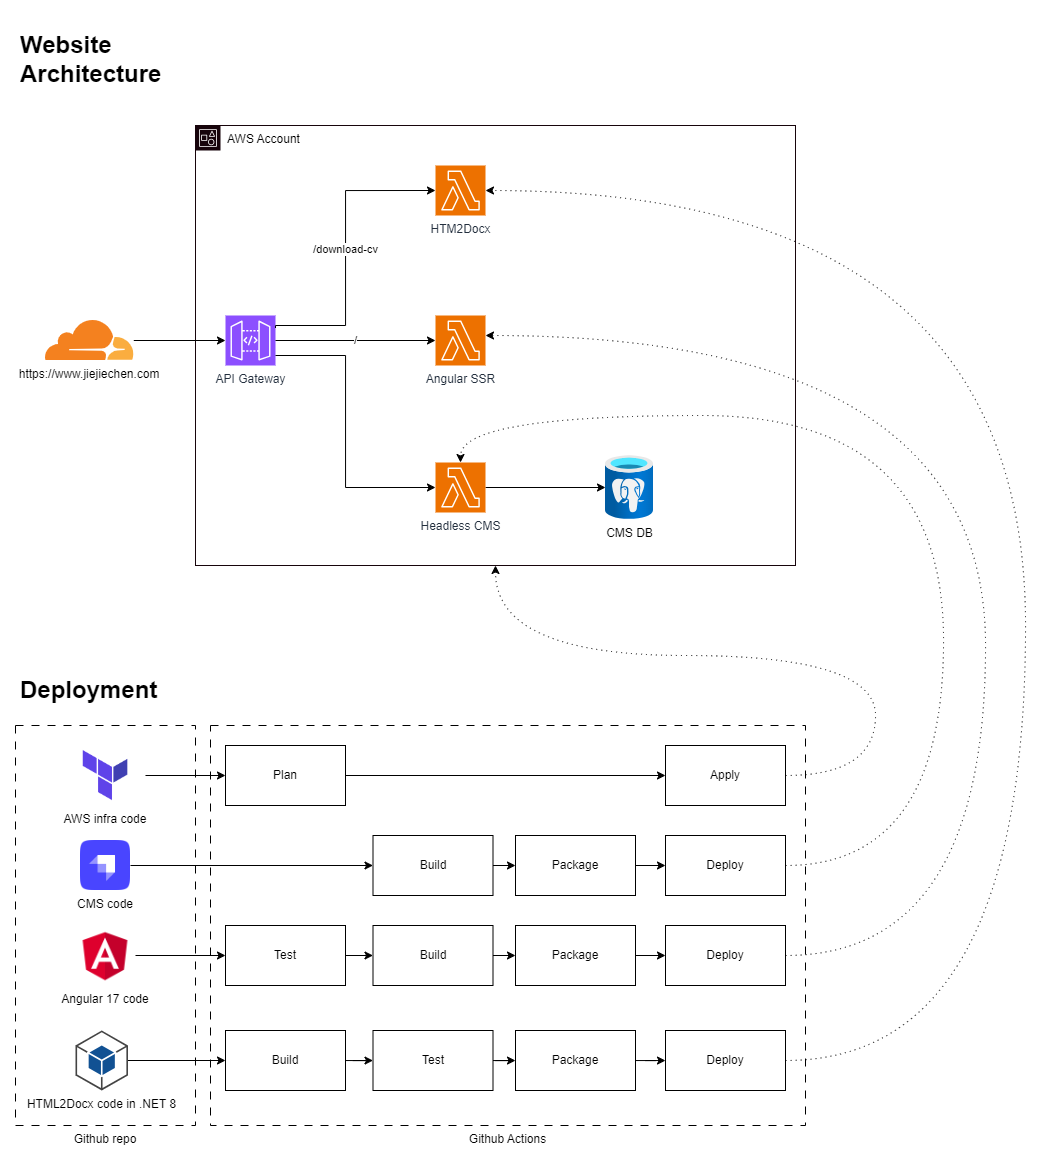 Website
Architecture
AWS Account
HTM2Docx
/download-cv
/
https://www.jiejiechen.com
API Gateway
Angular SSR
Headless CMS
CMS DB
Deployment
Plan
Apply
AWS infra code
Build
Package
Deploy
CMS code
Test
Build
Package
Deploy
Angular 17 code
Build
Test
Package
Deploy
HTML2Docx code in .NET 8
Github repo
Github Actions